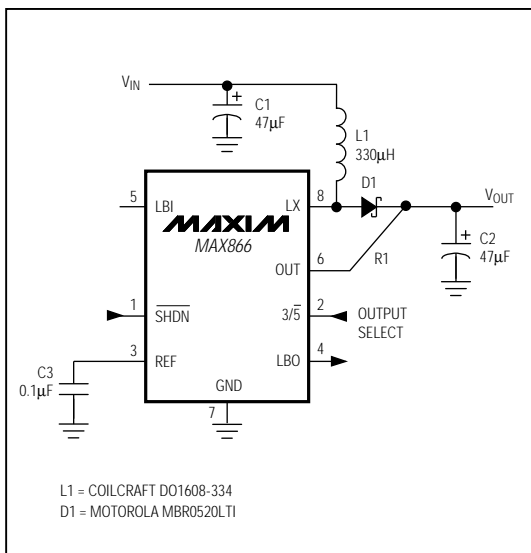 VIN
C1
47µF
L1
330µH
D1
VOUT
5
LBI
LX
8
MAXIM
MAX866
C2
47µF
OUT
6
R1
1
SHDN
3/5
2
OUTPUT
SELECT
3
REF
LBO
4
C3
0.1µF
GND
7
L1 = COILCRAFT DO1608-334
D1 = MOTOROLA MBR0520LTI